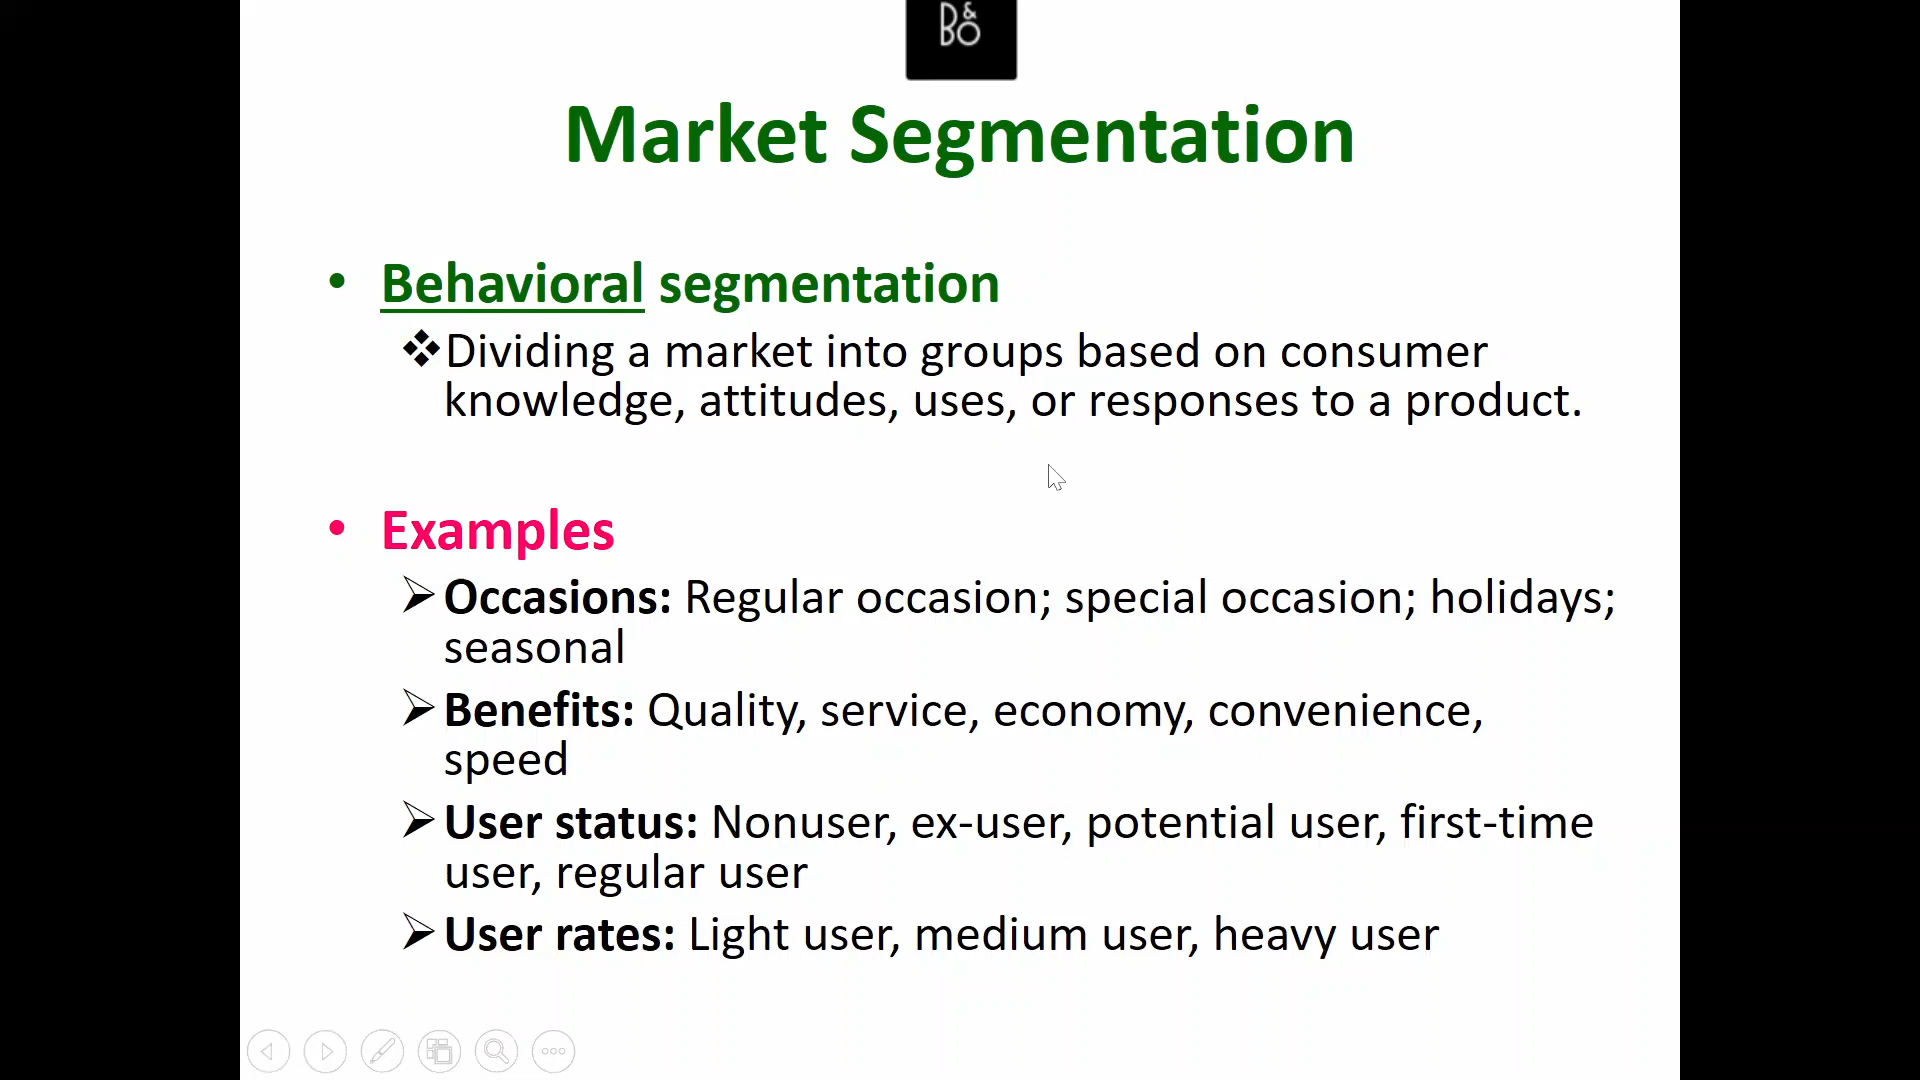 B&O
Market Segmentation
• Behavioral segmentation
❖Dividing a market into groups based on consumer
knowledge, attitudes, uses, or responses to a product.
• Examples
➢Occasions: Regular occasion; special occasion; holidays;
seasonal
➢Benefits: Quality, service, economy, convenience,
speed
➢User status: Nonuser, ex-user, potential user, first-time
user, regular user
➢User rates: Light user, medium user, heavy user